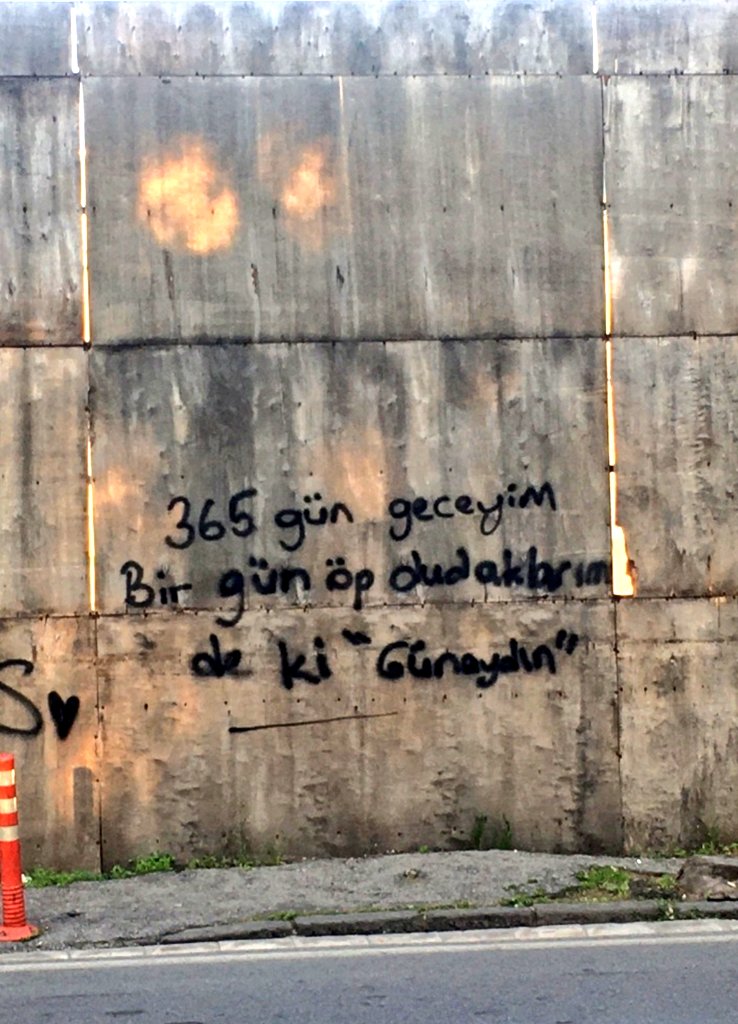 365 gün geceyim
Bir gün öp dudaklarım
de ki "Günaydın"
S♥